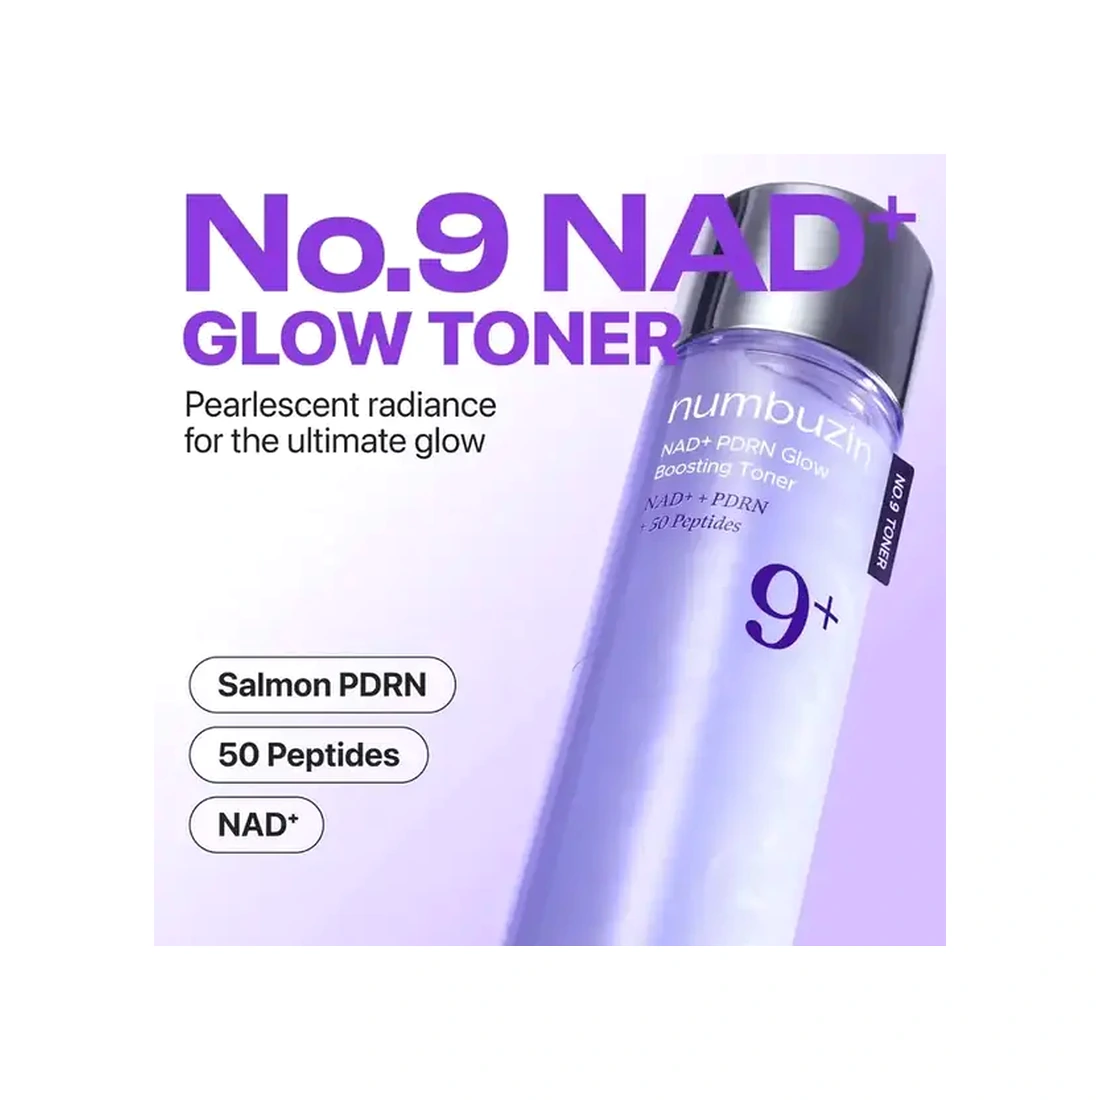 No.9 NAD+
GLOW TONER
Pearlescent radiance
for the ultimate glow
numbuzin
NAD+ PDRN Glow
Boosting Toner
NAD+ + PDRN
+ 50 Peptides
9+
NO.9 TONER
Salmon PDRN
50 Peptides
NAD+